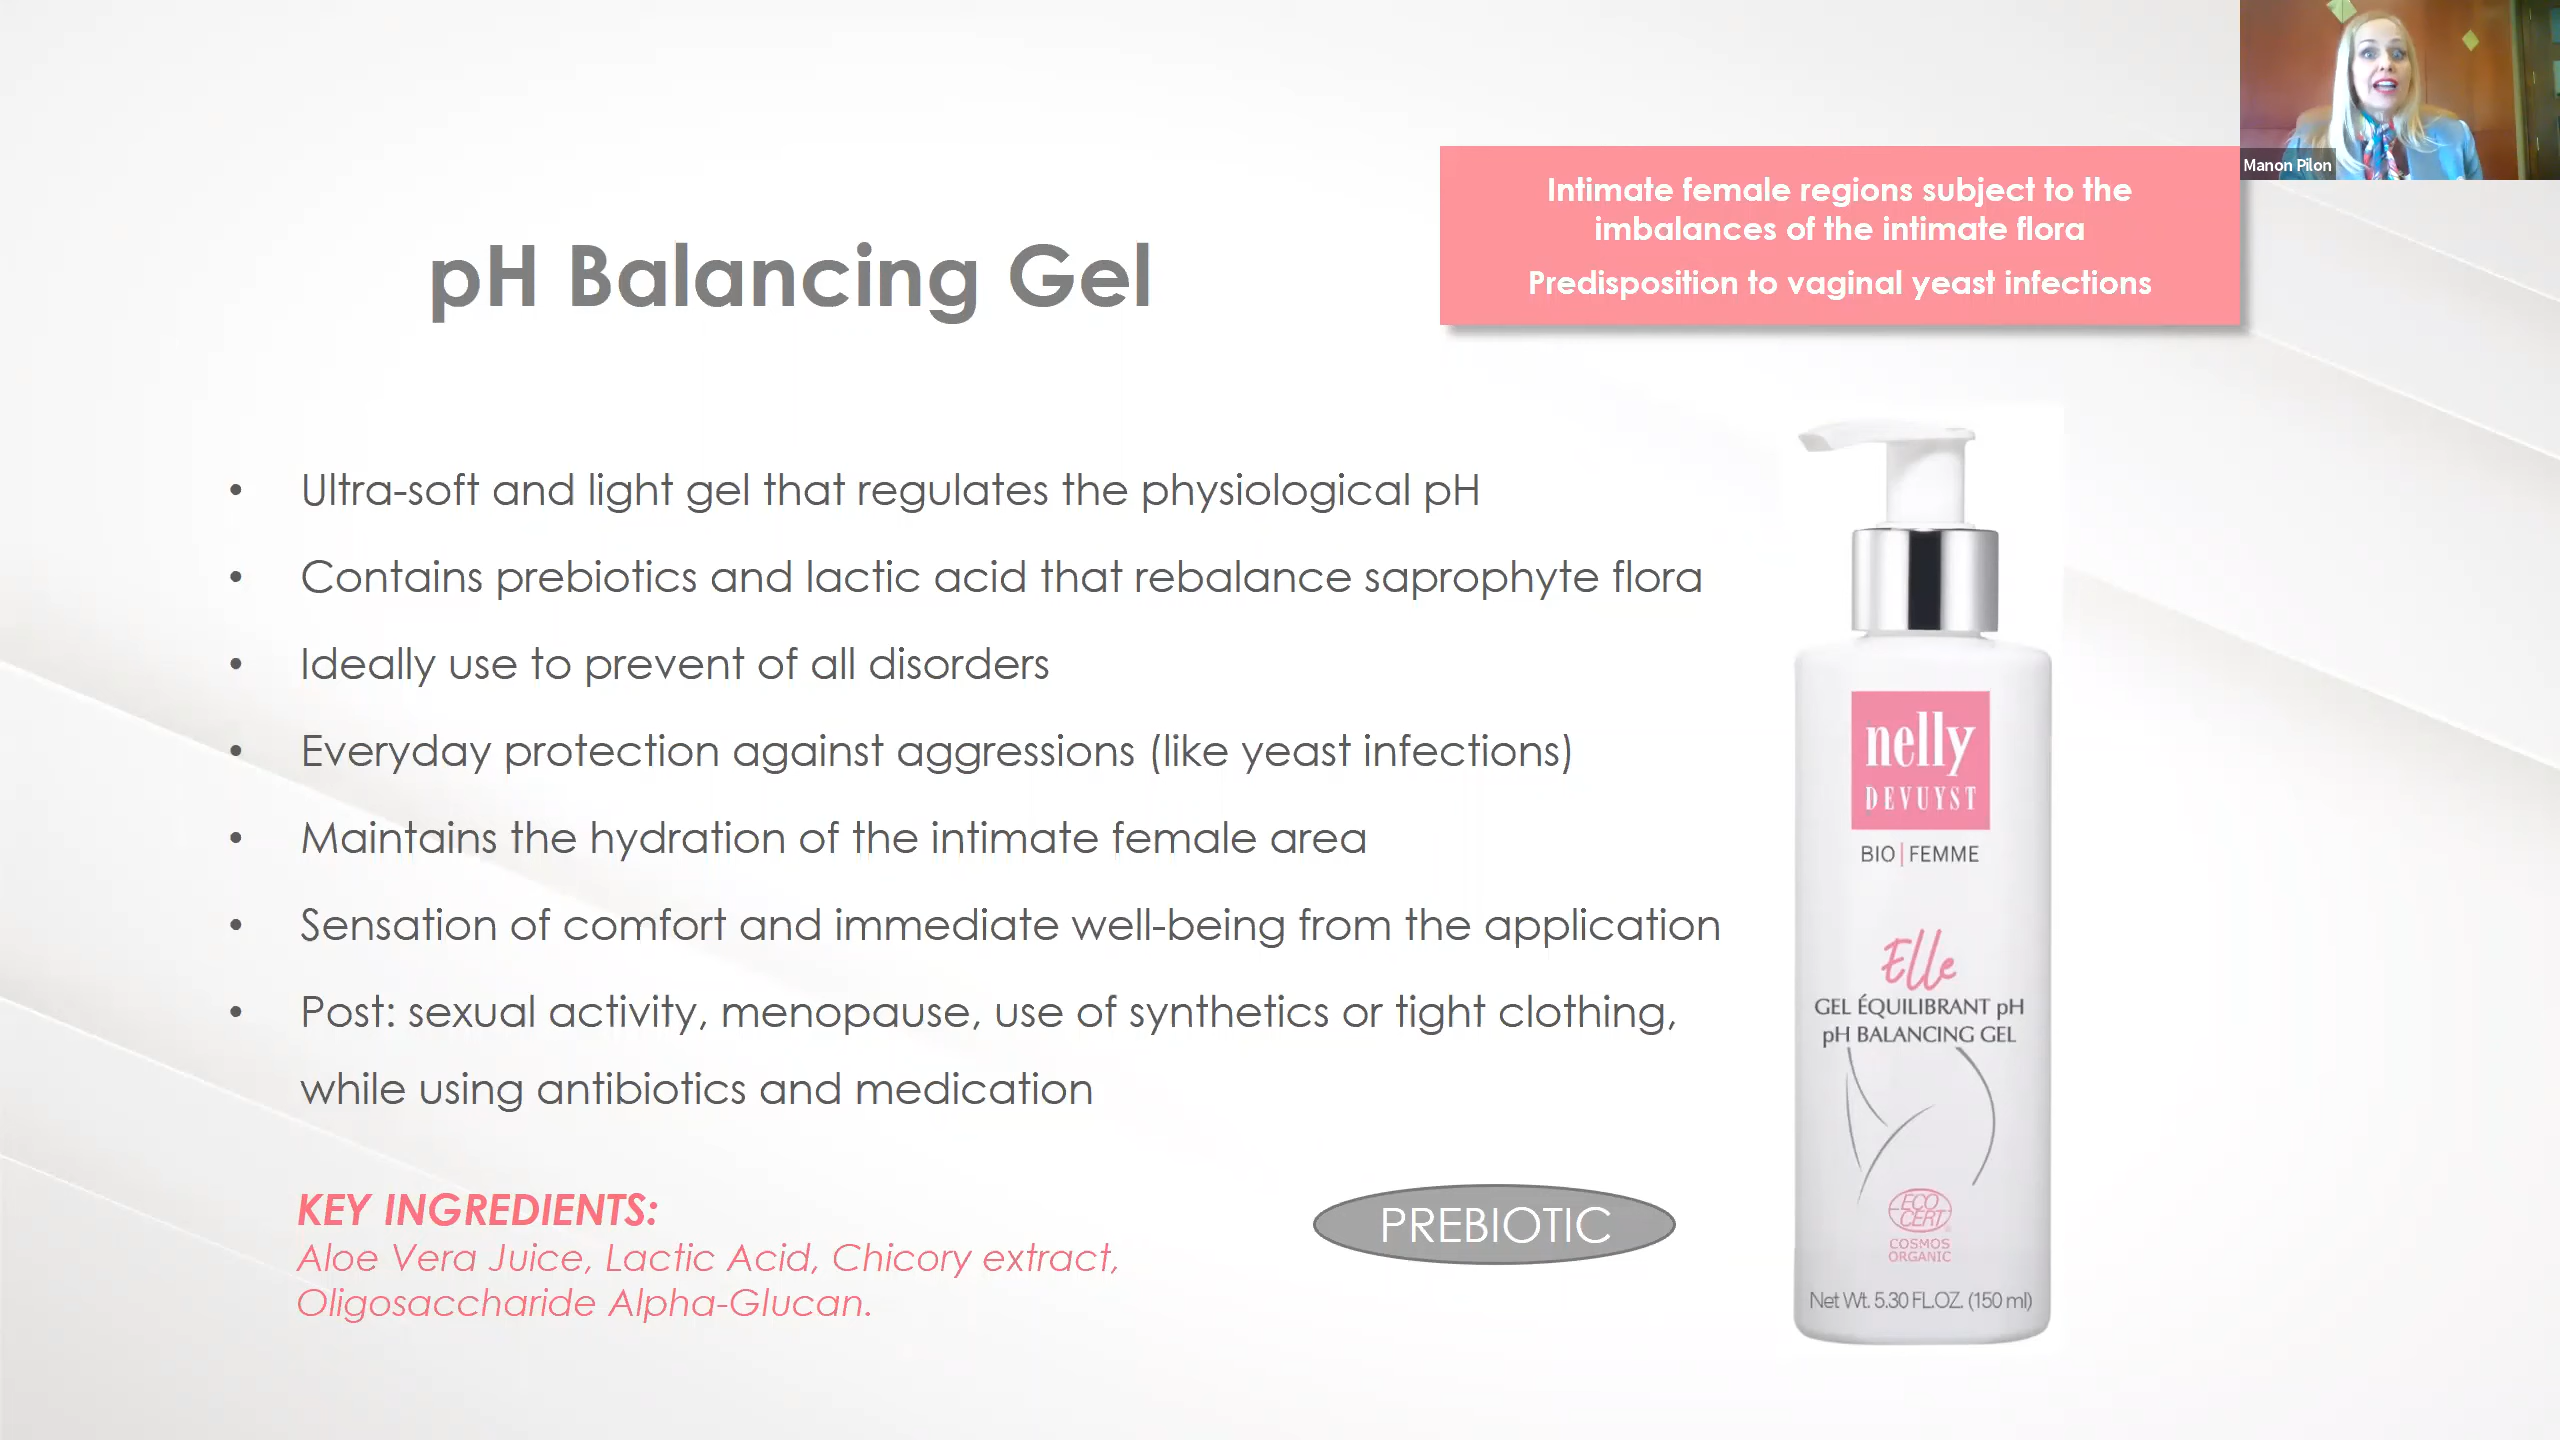 Manon Pilon
Intimate female regions subject to the
imbalances of the intimate flora
Predisposition to vaginal yeast infections
pH Balancing Gel
• Ultra-soft and light gel that regulates the physiological pH
• Contains prebiotics and lactic acid that rebalance saprophyte flora
• Ideally use to prevent of all disorders
• Everyday protection against aggressions (like yeast infections)
• Maintains the hydration of the intimate female area
• Sensation of comfort and immediate well-being from the application
• Post: sexual activity, menopause, use of synthetics or tight clothing,
while using antibiotics and medication
KEY INGREDIENTS:
Aloe Vera Juice, Lactic Acid, Chicory extract,
Oligosaccharide Alpha-Glucan.
PREBIOTIC
nelly
DEVUYST
BIO|FEMME
Elle
GEL ÉQUILIBRANT pH
pH BALANCING GEL
ECO
CERT
COSMOS
ORGANIC
Net Wt. 5.30 FL.OZ. (150 ml)